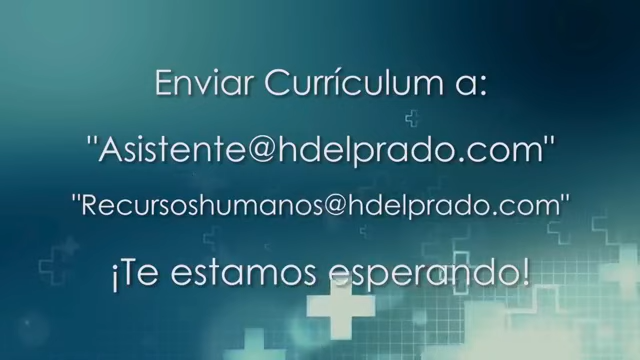 Enviar Currículum a:
"Asistente@hdelprado.com"
"Recursoshumanos@hdelprado.com"
¡Te estamos esperando!